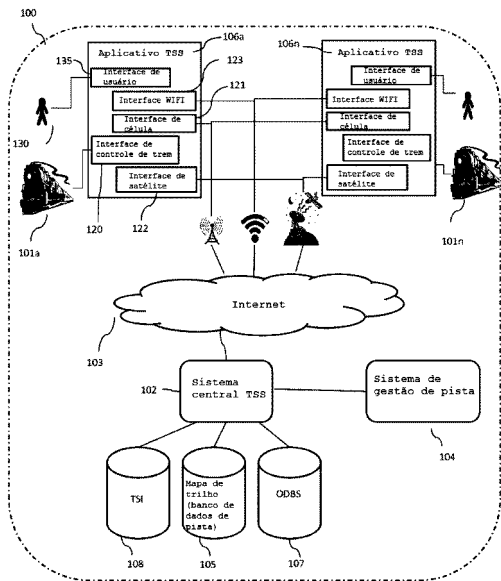 100
Aplicativo TSS
106a
135
Interface de
usuário
123
Interface WIFI
121
Interface de
célula
130
Interface
de controle de trem
Interface de
satélite
101a
120
122
106n
Aplicativo TSS
Interface de
usuário
Interface WIFI
Interface de
célula
Interface
de controle de trem
Interface de
satélite
101n
Internet
103
102
Sistema
central TSS
Sistema de
gestão de pista
104
TSI
Mapa de
trilho
(banco de
dados de
pista)
ODBS
108
105
107